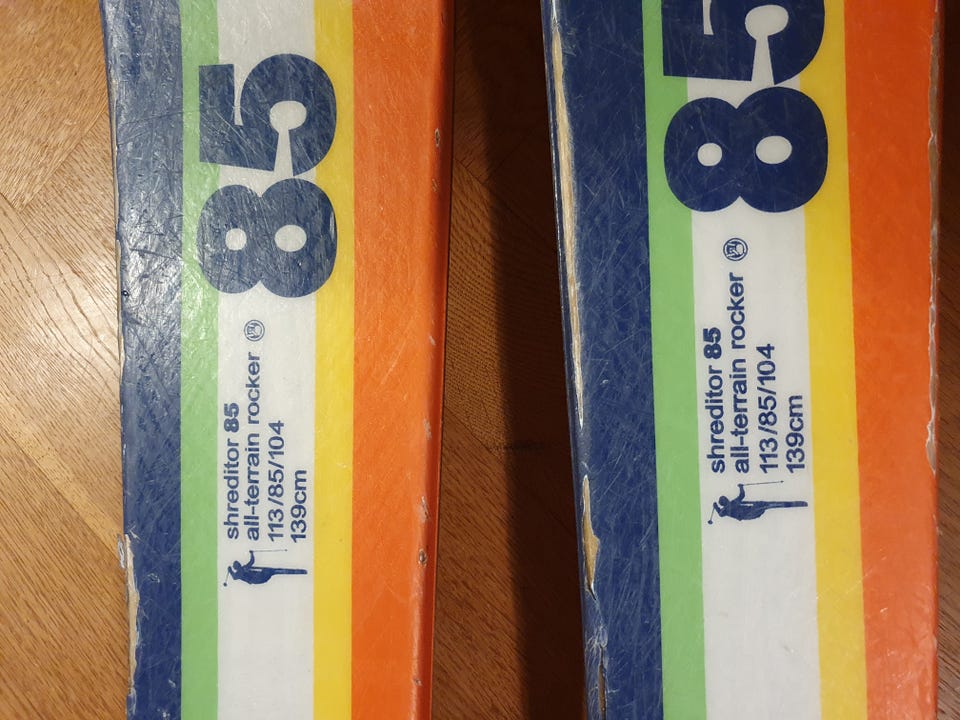 85
shreditor 85
all-terrain rocker
113/85/104
139cm
85
shreditor 85
all-terrain rocker
113/85/104
139cm